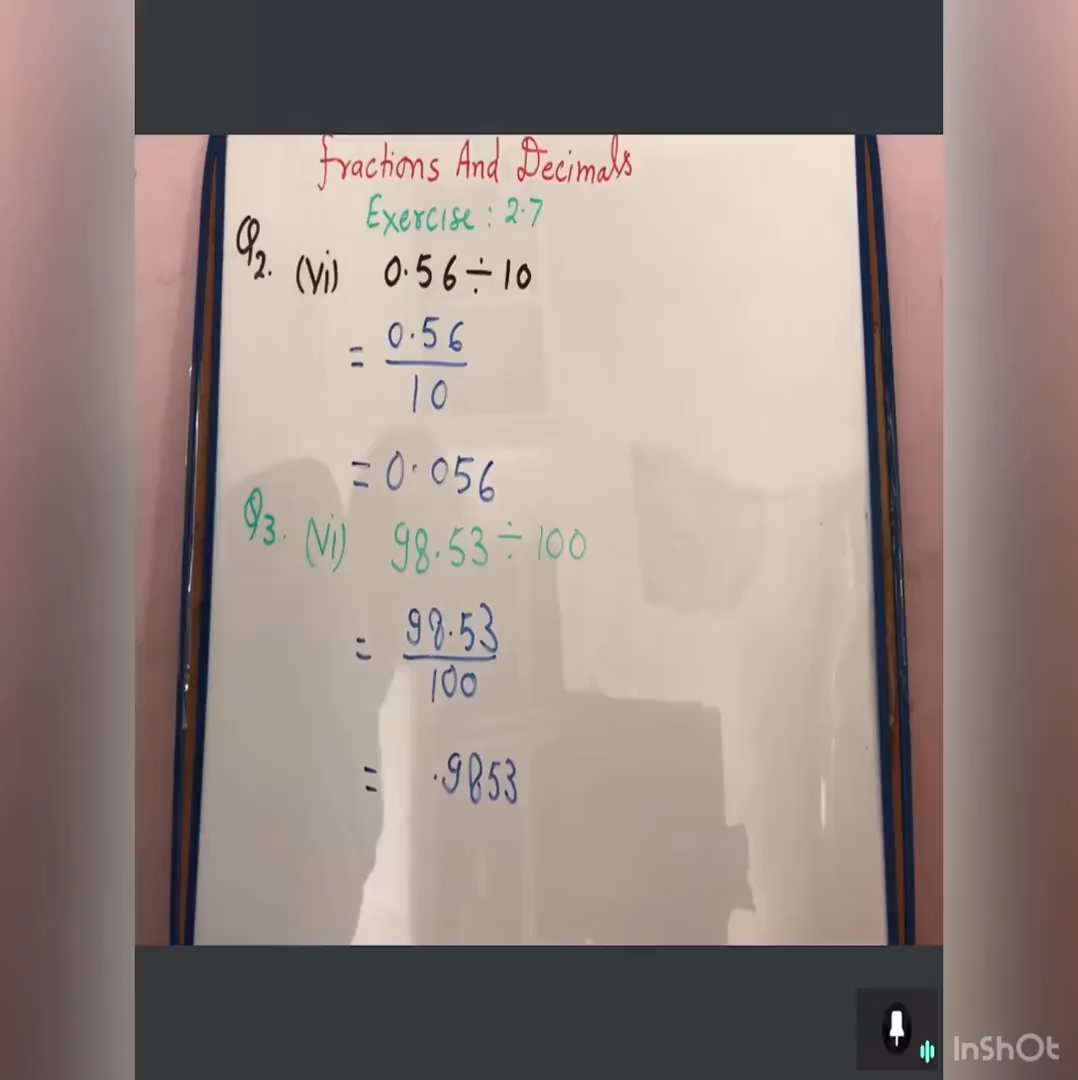 Fractions And Decimals
Exercise: 2.7
Q2. (vi) 0.56 ÷ 10
= 0.56
10
= 0.056
Q3. (vi) 98.53 ÷ 100
= 98.53
100
= .9853
InShOt